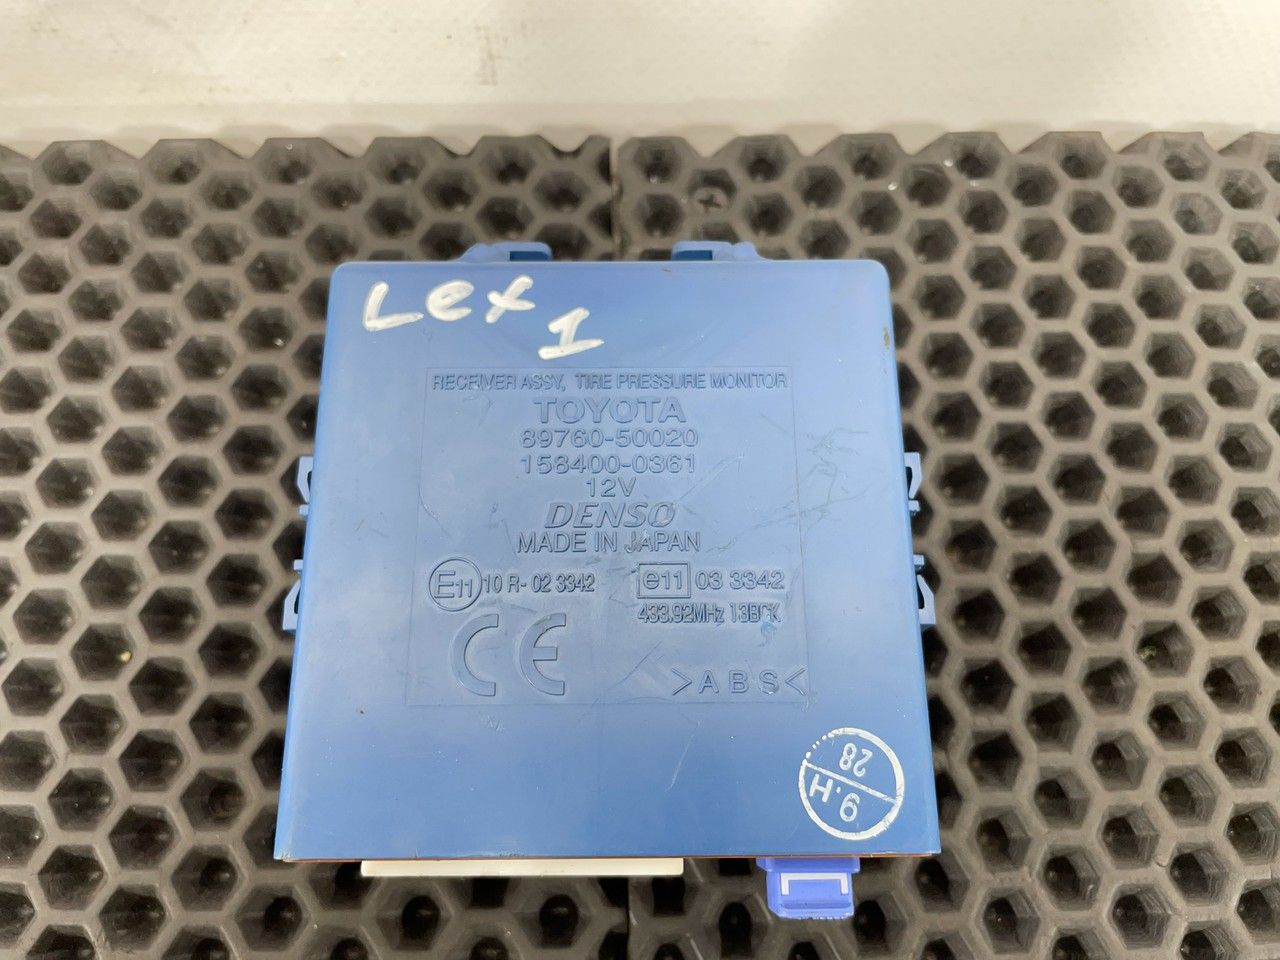 Lex
1
RECEIVER ASSY, TIRE PRESSURE MONITOR
TOYOTA
89760-50020
158400-0361
12V
DENSO
MADE IN JAPAN
E11 10 R- 02 3342
e11 03 3342
433.92MHz 13BCK
CE
>ABS<
28
9.H